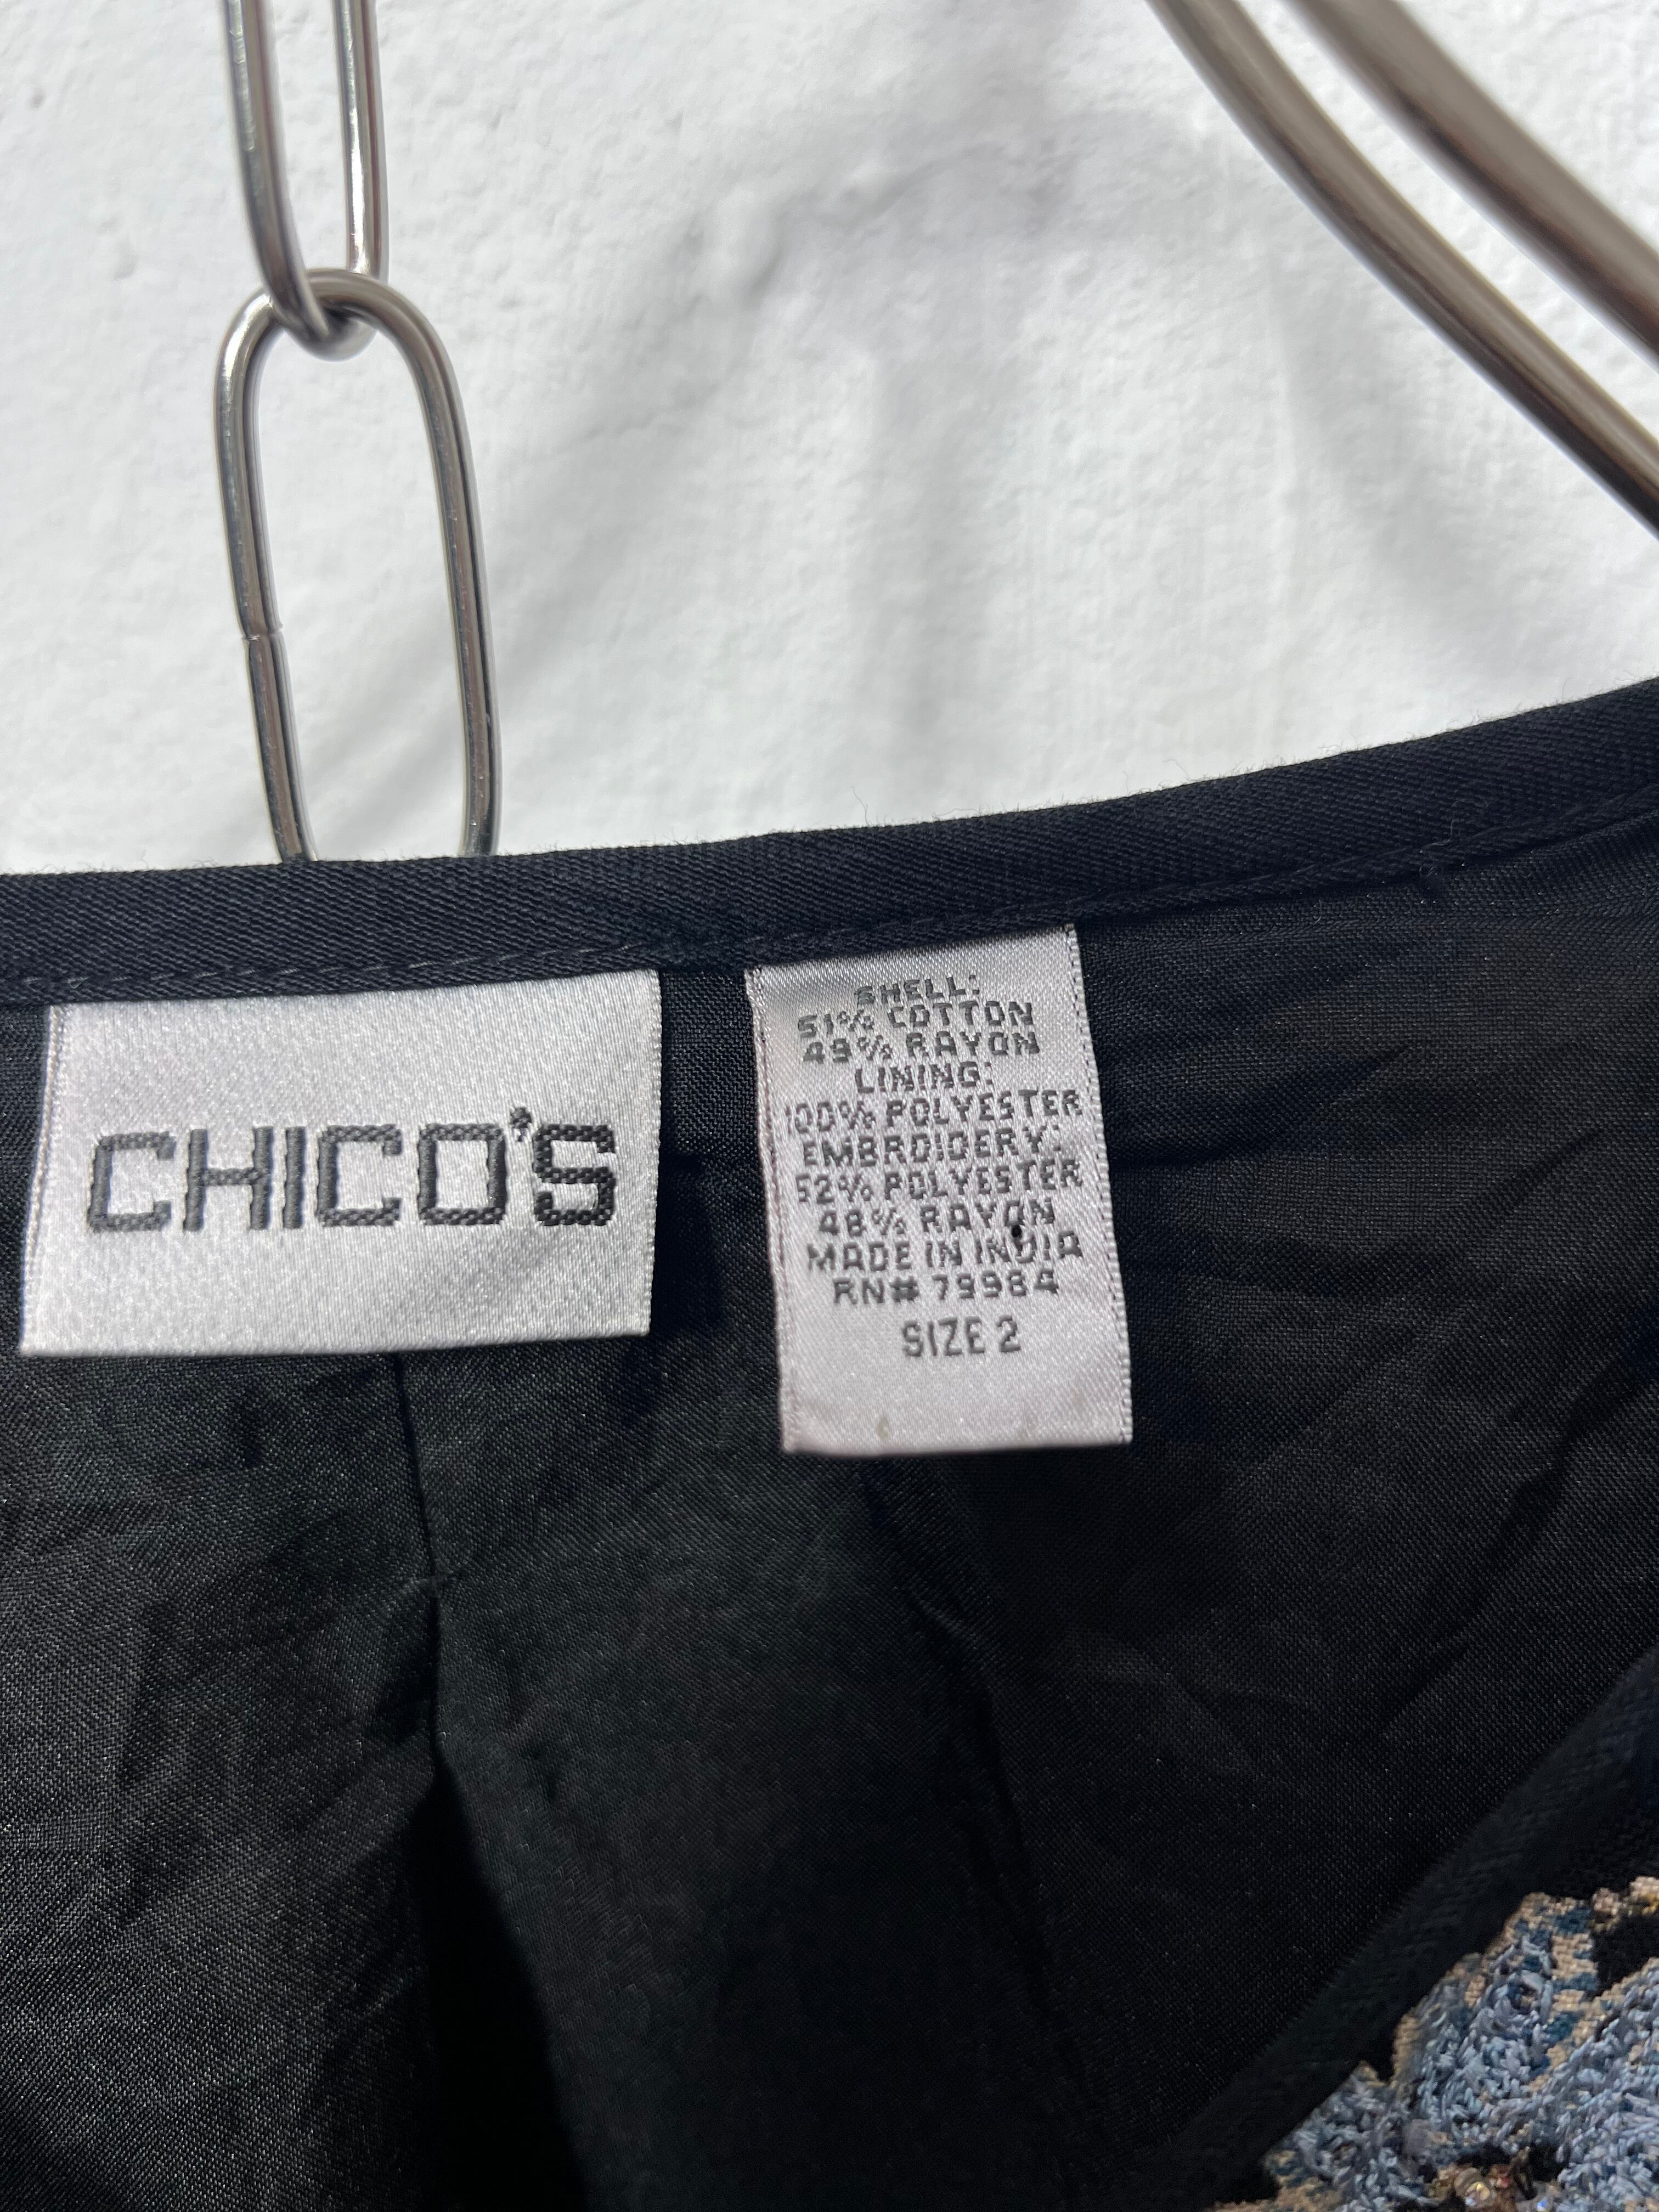 CHICO'S
SHELL:
51% COTTON
49% RAYON
LINING:
100% POLYESTER
EMBROIDERY:
52% POLYESTER
48% RAYON
MADE IN INDIA
RN# 79984
SIZE 2